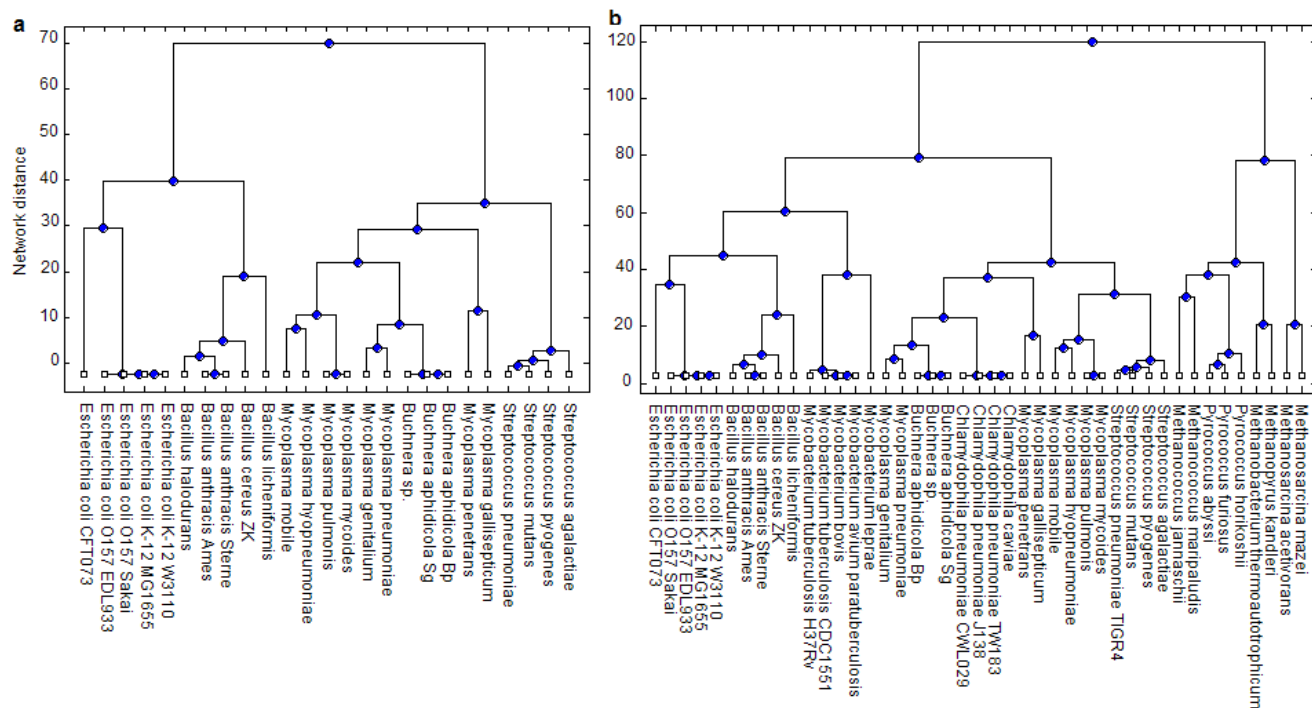 a
70
60
50
40
30
20
10
0
Network distance
Escherichia coli CFT073
Escherichia coli O157 EDL933
Escherichia coli O157 Sakai
Escherichia coli K-12 MG1655
Escherichia coli K-12 W3110
Bacillus halodurans
Bacillus anthracis Ames
Bacillus anthracis Sterne
Bacillus cereus ZK
Bacillus licheniformis
Mycoplasma mobile
Mycoplasma hyopneumoniae
Mycoplasma pulmonis
Mycoplasma mycoides
Mycoplasma genitalium
Mycoplasma pneumoniae
Buchnera sp.
Buchnera aphidicola Sg
Buchnera aphidicola Bp
Mycoplasma penetrans
Mycoplasma gallisepticum
Streptococcus pneumoniae
Streptococcus mutans
Streptococcus pyogenes
Streptococcus agalactiae
b
120
100
80
60
40
20
0
Escherichia coli CFT073
Escherichia coli O157 Sakai
Escherichia coli O157 EDL933
Escherichia coli K-12 MG1655
Escherichia coli K-12 W3110
Bacillus halodurans
Bacillus anthracis Ames
Bacillus anthracis Sterne
Bacillus cereus ZK
Bacillus licheniformis
Mycobacterium tuberculosis H37Rv
Mycobacterium tuberculosis CDC1551
Mycobacterium bovis
Mycobacterium avium paratuberculosis
Mycobacterium leprae
Mycoplasma genitalium
Mycoplasma pneumoniae
Buchnera aphidicola Bp
Buchnera sp.
Buchnera aphidicola Sg
Chlamydophila pneumoniae CWL029
Chlamydophila pneumoniae J138
Chlamydophila pneumoniae TW183
Chlamydophila caviae
Mycoplasma penetrans
Mycoplasma gallisepticum
Mycoplasma mobile
Mycoplasma hyopneumoniae
Mycoplasma pulmonis
Mycoplasma mycoides
Streptococcus pneumoniae TIGR4
Streptococcus mutans
Streptococcus pyogenes
Streptococcus agalactiae
Methanococcus jannaschii
Methanococcus maripaludis
Pyrococcus abyssi
Pyrococcus furiosus
Pyrococcus horikoshii
Methanobacterium thermoautotrophicum
Methanopyrus kandleri
Methanosarcina acetivorans
Methanosarcina mazei